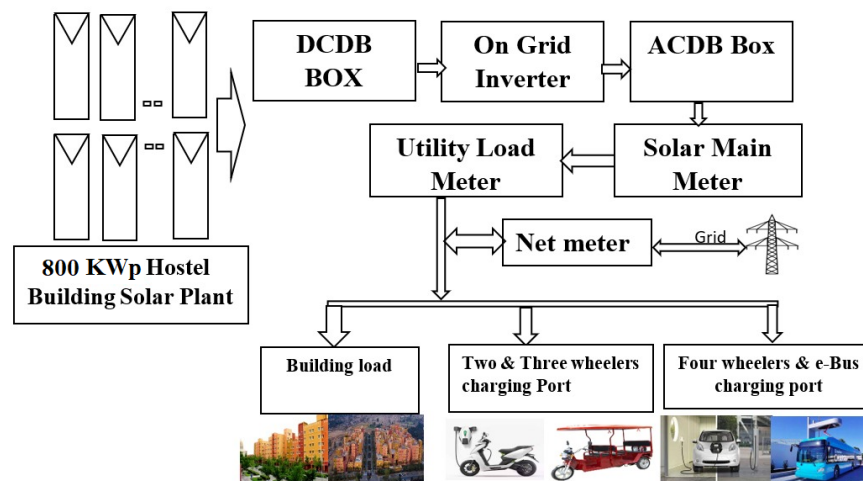 DCDB
BOX
On Grid
Inverter
ACDB Box
Utility Load
Meter
Solar Main
Meter
Net meter
Grid
800 KWp Hostel
Building Solar Plant
Building load
Two & Three wheelers
charging Port
Four wheelers & e-Bus
charging port